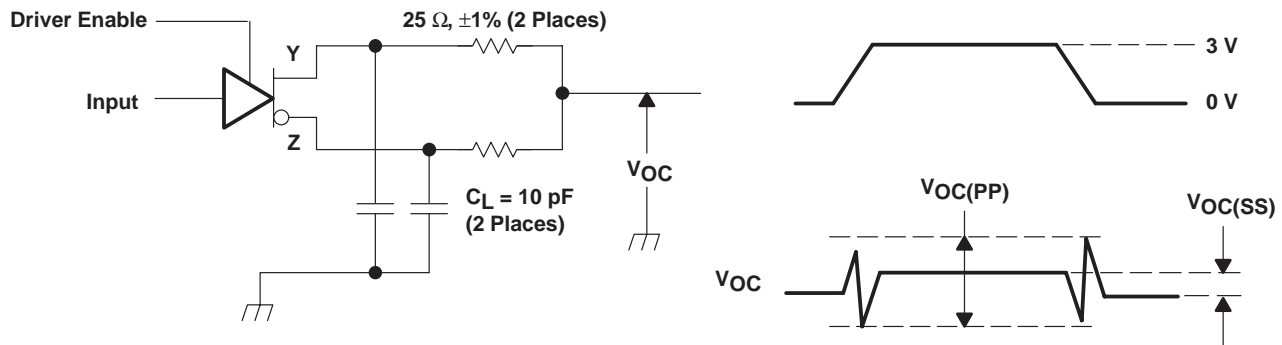 Driver Enable
25 Ω, ±1% (2 Places)
Y
3 V
Input
0 V
Z
VOC
CL = 10 pF
(2 Places)
VOC(PP)
VOC(SS)
VOC